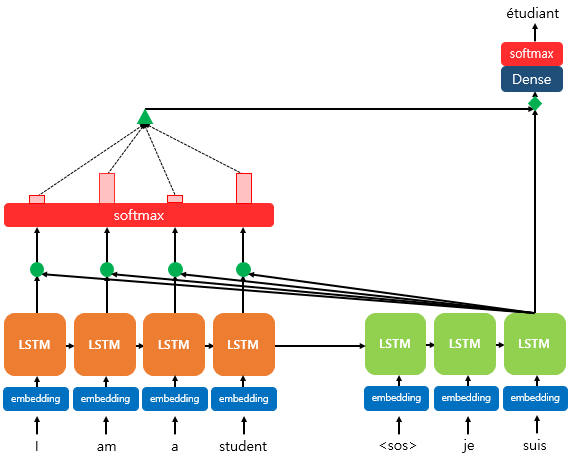 étudiant
softmax
Dense
softmax
LSTM LSTM LSTM LSTM LSTM LSTM LSTM
embedding embedding embedding embedding embedding embedding embedding
I am a student <sos> je suis